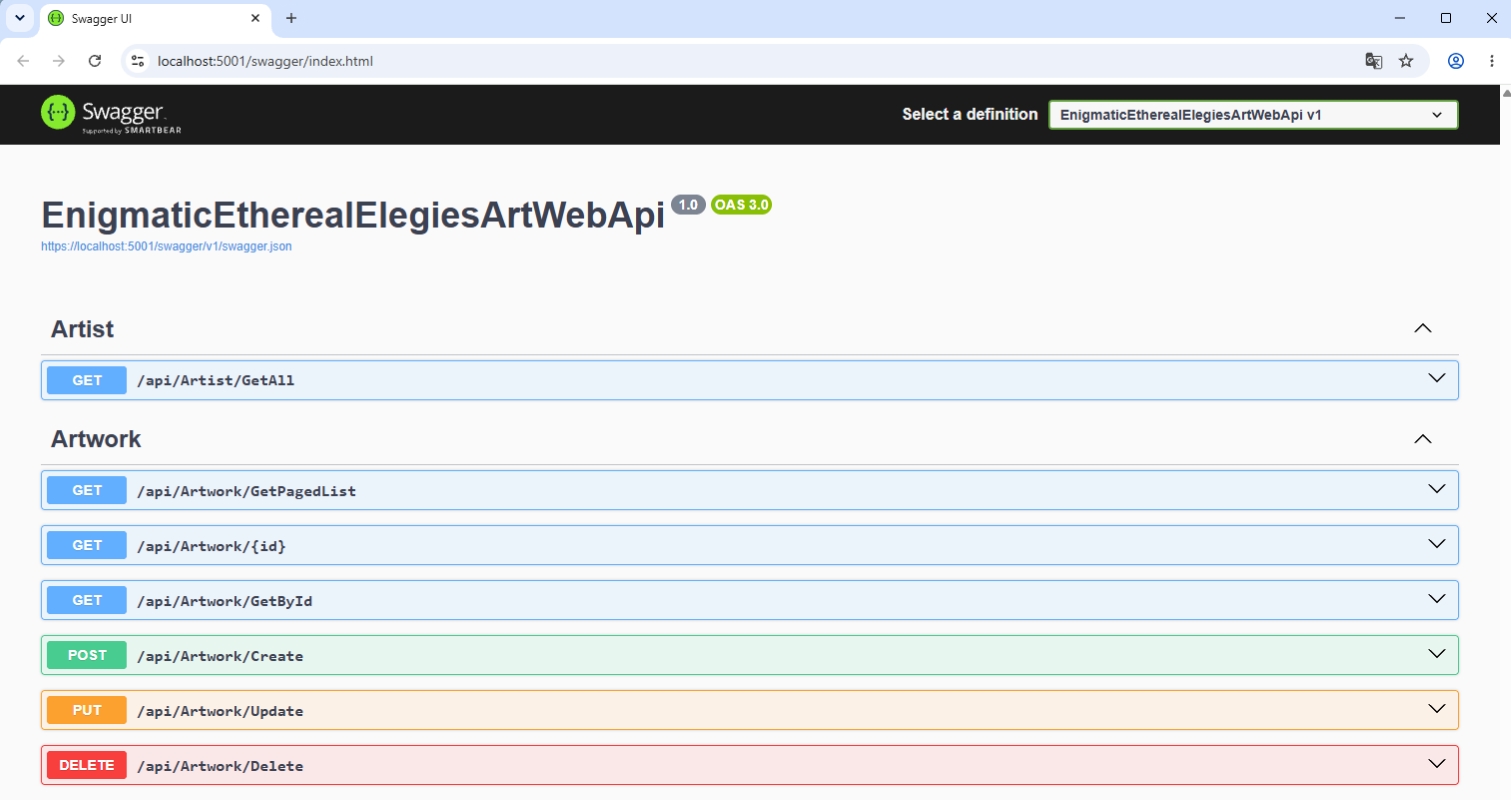 Swagger UI
localhost:5001/swagger/index.html
Swagger.
Supported by SMARTBEAR
Select a definition
EnigmaticEtherealElegiesArtWebApi v1
EnigmaticEtherealElegiesArtWebApi 1.0 OAS 3.0
https://localhost:5001/swagger/v1/swagger.json
Artist
GET /api/Artist/GetAll
Artwork
GET /api/Artwork/GetPagedList
GET /api/Artwork/{id}
GET /api/Artwork/GetById
POST /api/Artwork/Create
PUT /api/Artwork/Update
DELETE /api/Artwork/Delete